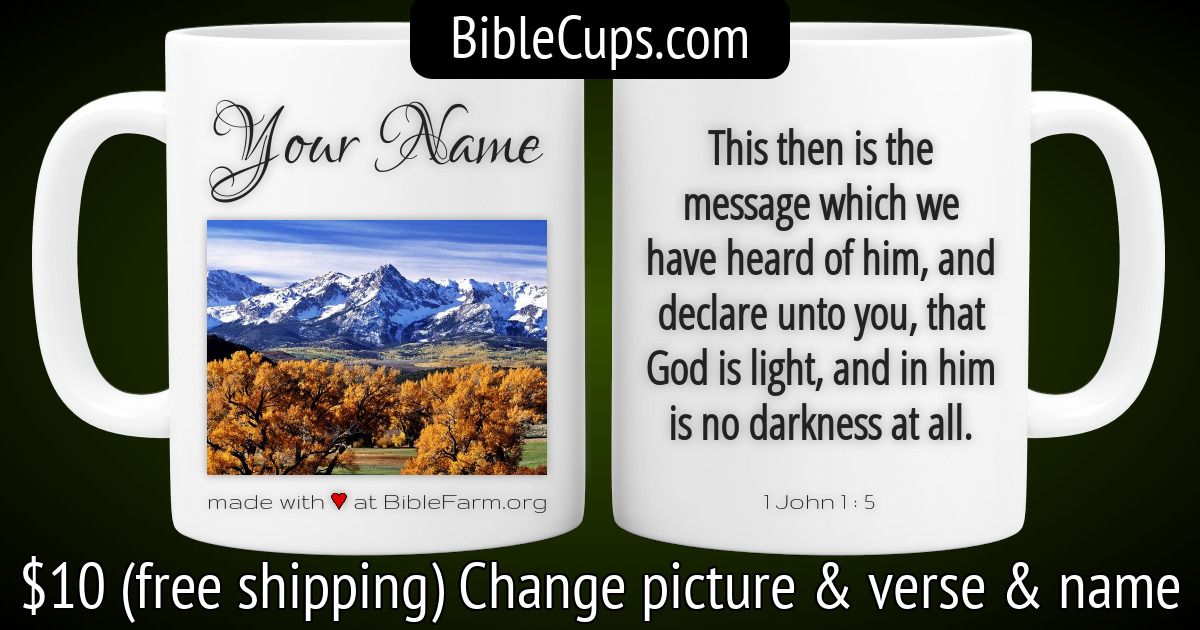 BibleCups.com
Your Name
made with ♥ at BibleFarm.org
This then is the
message which we
have heard of him, and
declare unto you, that
God is light, and in him
is no darkness at all.
1 John 1 : 5
$10 (free shipping) Change picture & verse & name